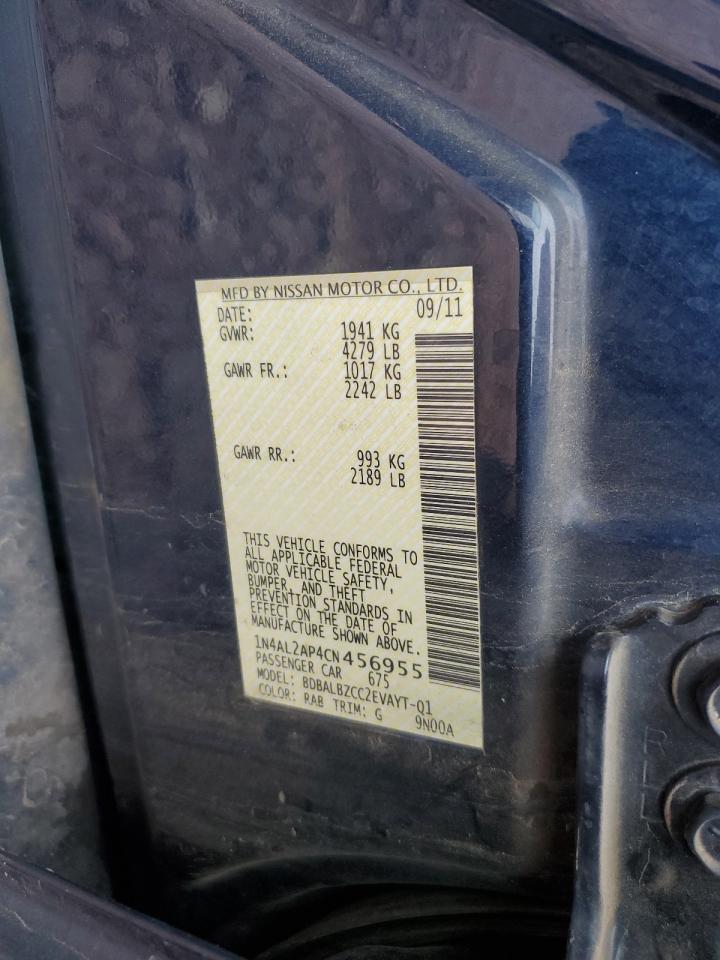 MFD BY NISSAN MOTOR CO., LTD.
DATE: 09/11
GVWR: 1941 KG
4279 LB
GAWR FR.: 1017 KG
2242 LB
GAWR RR.: 993 KG
2189 LB
THIS VEHICLE CONFORMS TO
ALL APPLICABLE FEDERAL
MOTOR VEHICLE SAFETY,
BUMPER, AND THEFT
PREVENTION STANDARDS IN
EFFECT ON THE DATE OF
MANUFACTURE SHOWN ABOVE.
1N4AL2AP4CN456955
PASSENGER CAR 675
MODEL: BDBALBZCC2EVAYT-Q1
COLOR: RAB TRIM: G 9N00A